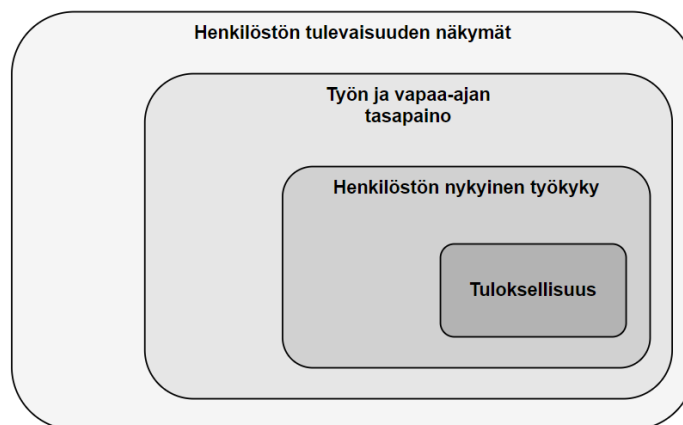 Henkilöstön tulevaisuuden näkymät
Työn ja vapaa-ajan
tasapaino
Henkilöstön nykyinen työkyky
Tuloksellisuus